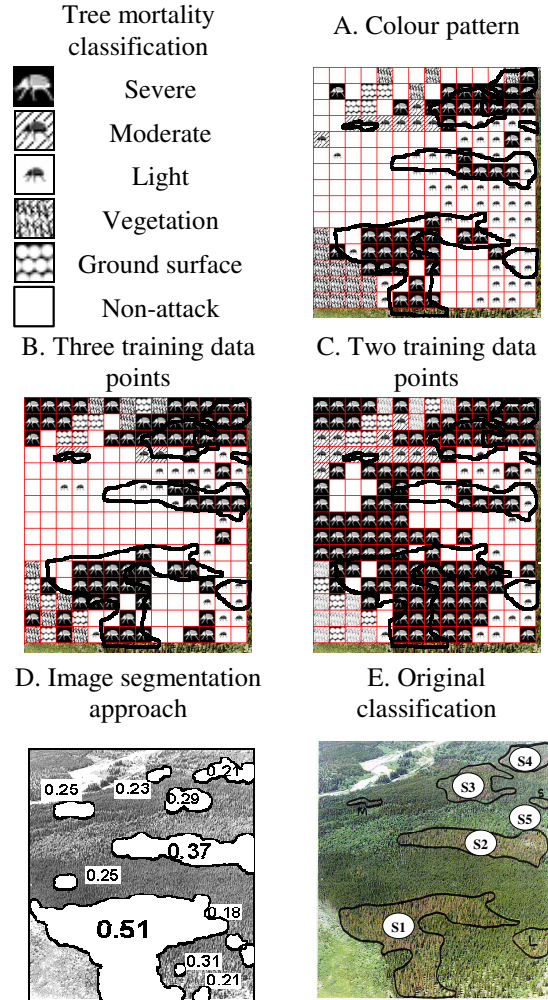 Tree mortality
classification
Severe
Moderate
Light
Vegetation
Ground surface
Non-attack
A. Colour pattern
B. Three training data
points
C. Two training data
points
D. Image segmentation
approach
0.21
0.23
0.25
0.29
0.37
0.25
0.51
0.18
0.31
0.21
E. Original
classification
S4
S3
M
S
S5
S2
S1
L